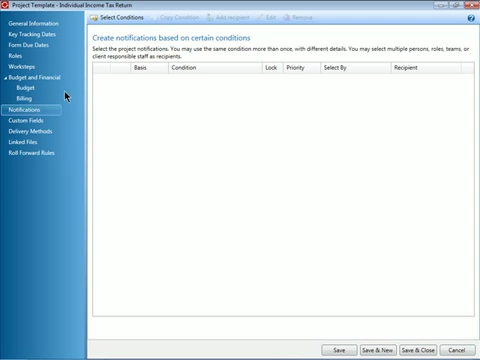 Project Template - Individual Income Tax Return
General Information
Key Tracking Dates
Form Due Dates
Roles
Worksteps
Budget and Financial
Budget
Billing
Notifications
Custom Fields
Delivery Methods
Linked Files
Roll Forward Rules
Select Conditions Copy Condition Add recipient Edit Remove
Create notifications based on certain conditions
Select the project notifications. You may use the same condition more than once, with different details. You may select multiple persons, roles, teams, or
client responsible staff as recipients.
Basis Condition Lock Priority Select By Recipient
Save Save & New Save & Close Cancel